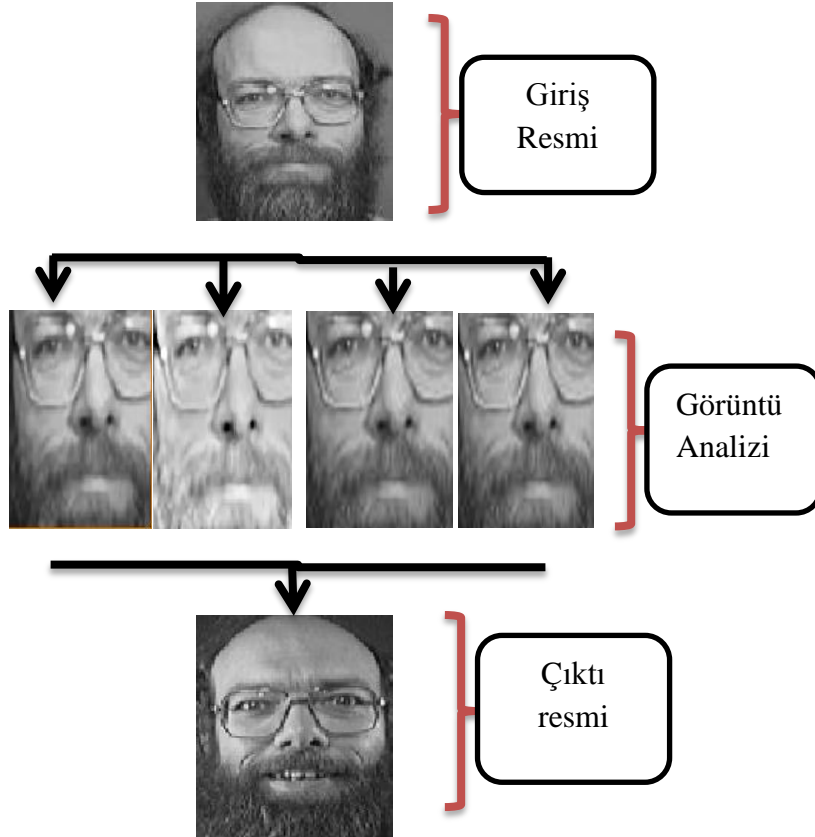 Giriş
Resmi
Görüntü
Analizi
Çıktı
resmi